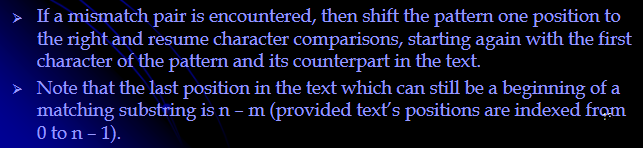 ➢ If a mismatch pair is encountered, then shift the pattern one position to
the right and resume character comparisons, starting again with the first
character of the pattern and its counterpart in the text.
➢ Note that the last position in the text which can still be a beginning of a
matching substring is n – m (provided text’s positions are indexed from
0 to n – 1).